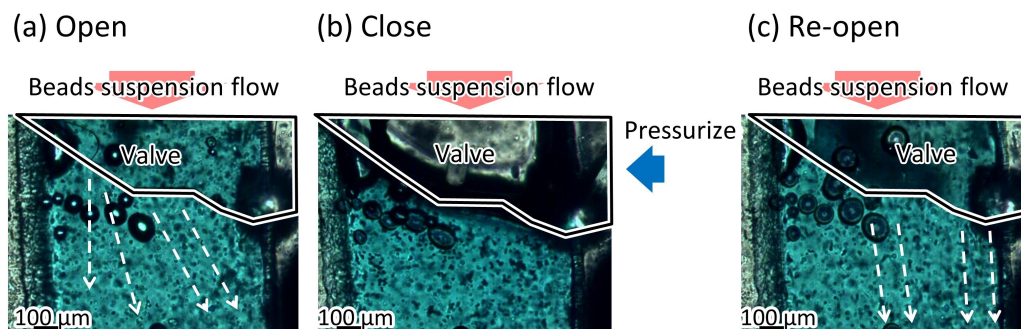 (a) Open
(b) Close
(c) Re-open
Beads suspension flow
Beads suspension flow
Beads suspension flow
Valve
Valve
Pressurize
Valve
100 μm
100 μm
100 μm